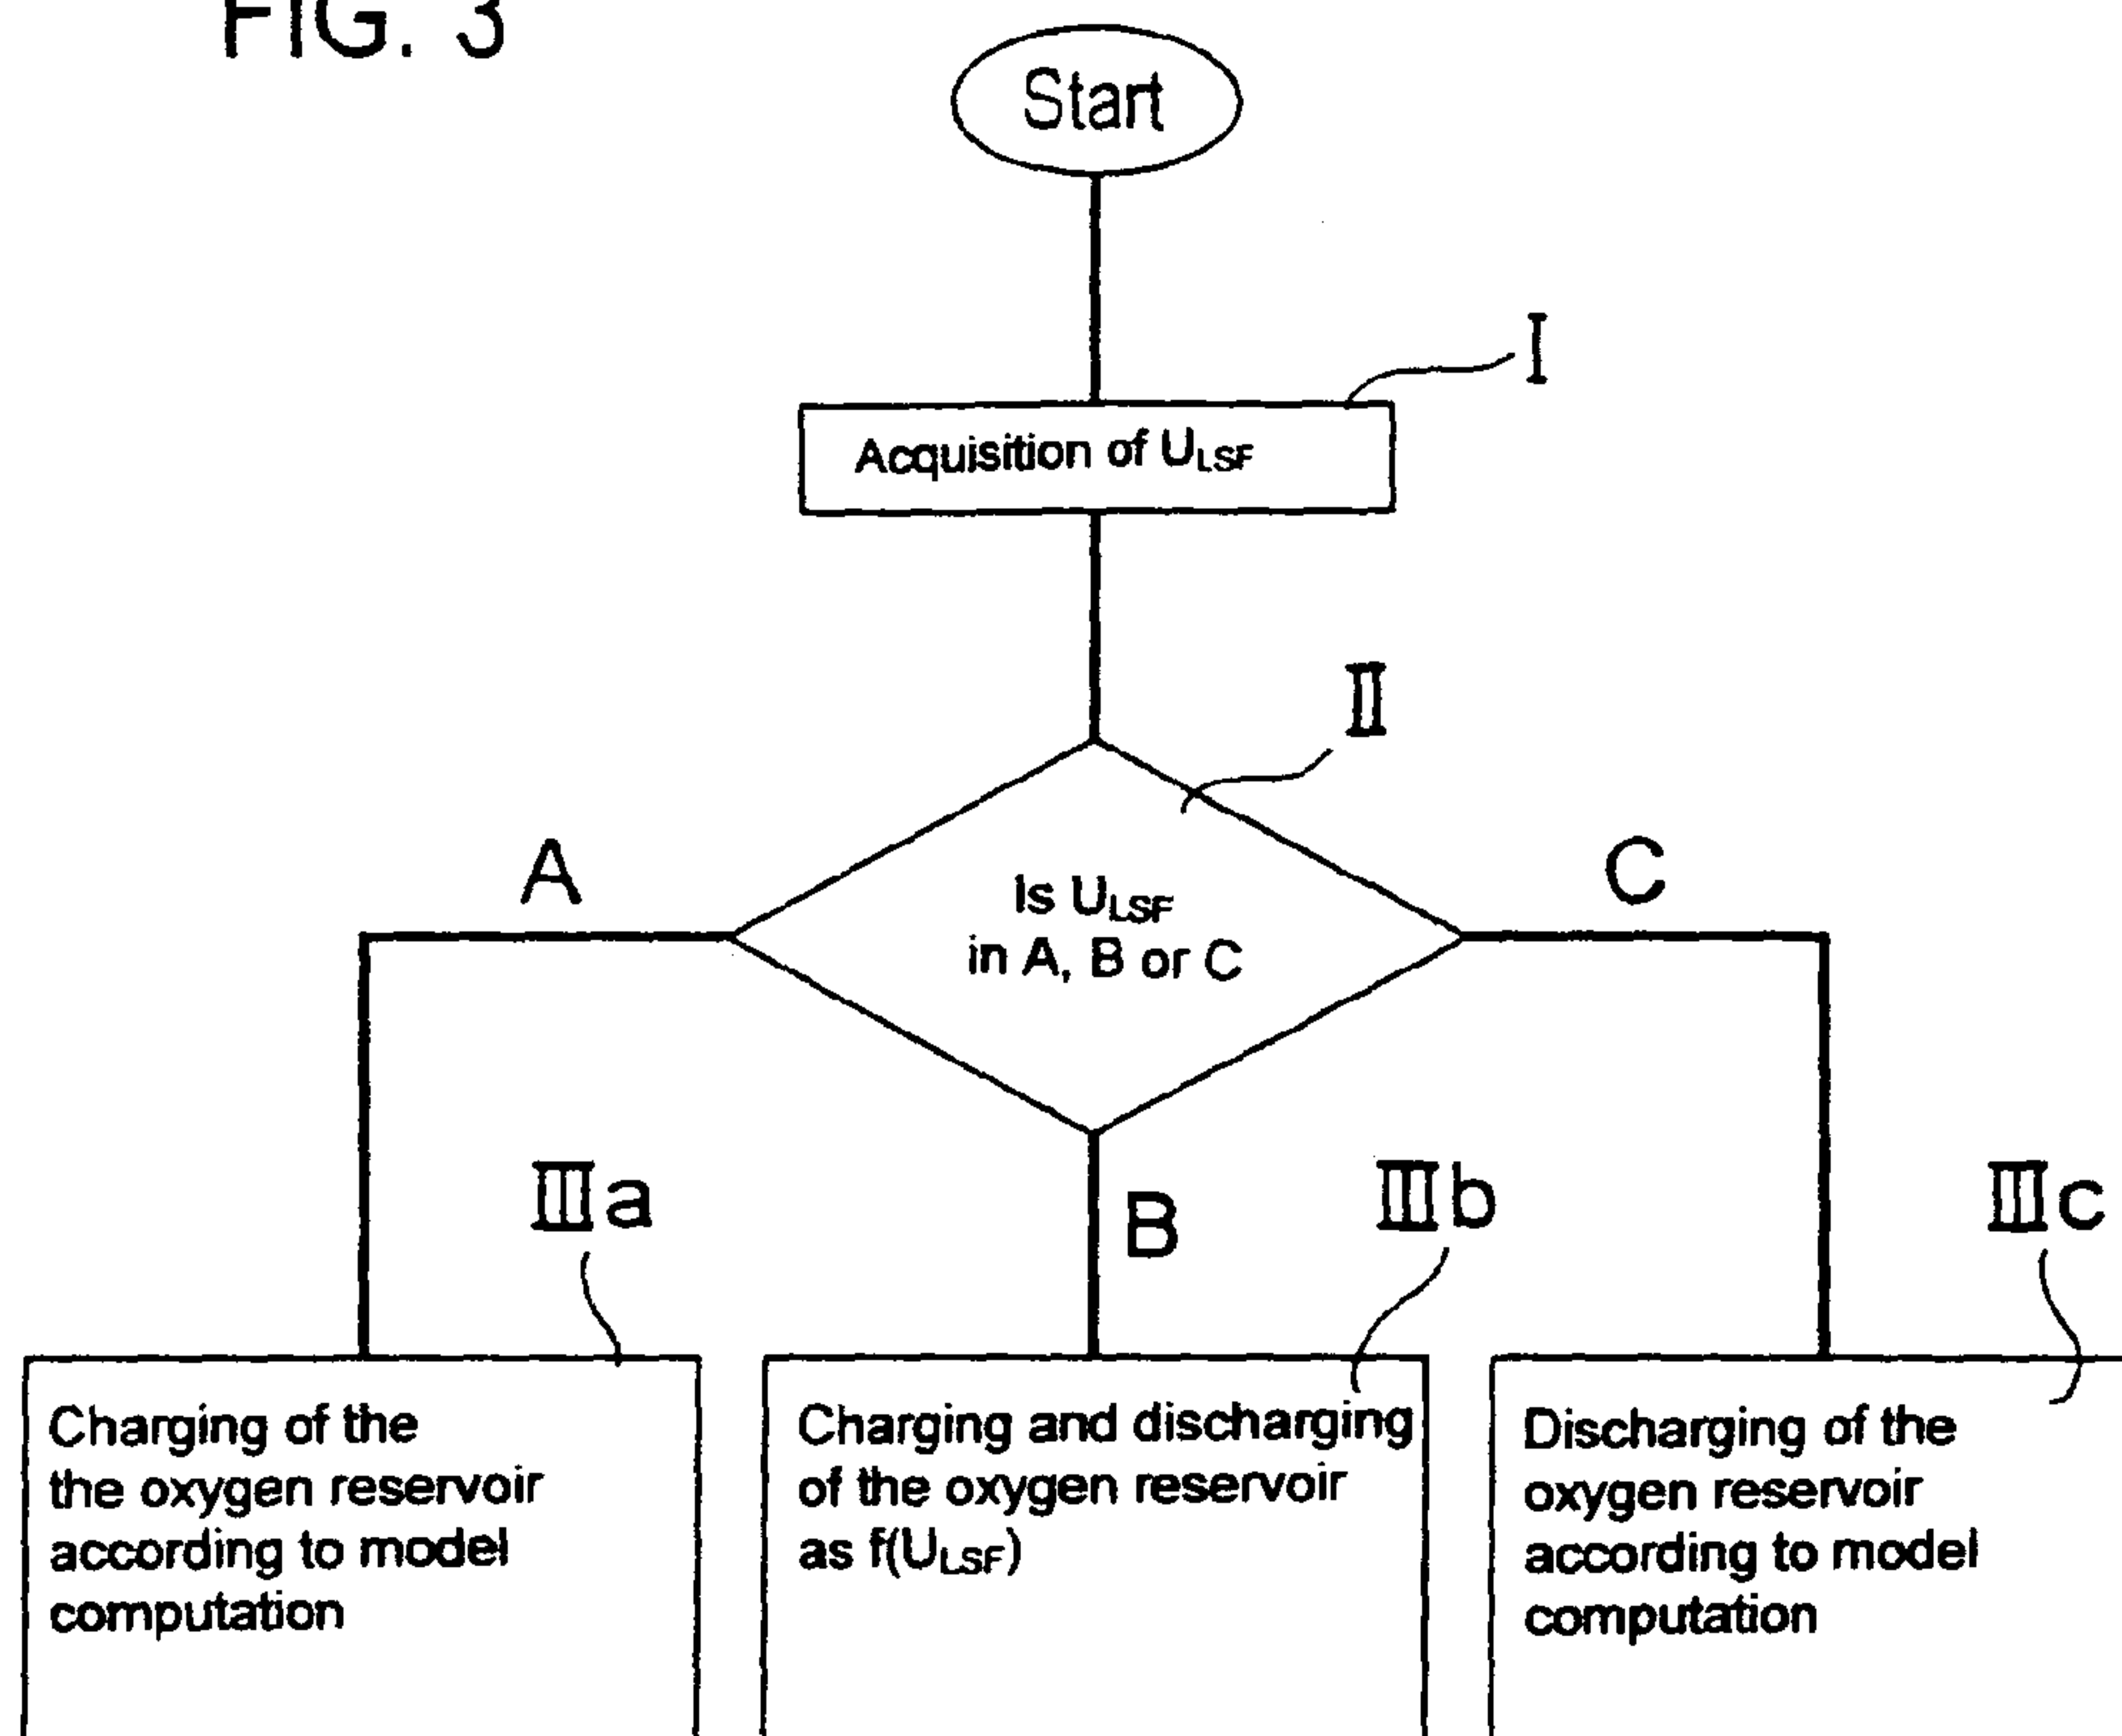 FIG. 3
Start
I
Acquisition of ULSF
II
A
C
Is ULSF
in A, B or C
IIIa
B
IIIb
IIIc
Charging of the
the oxygen reservoir
according to model
computation
Charging and discharging
of the oxygen reservoir
as f(ULSF)
Discharging of the
oxygen reservoir
according to model
computation